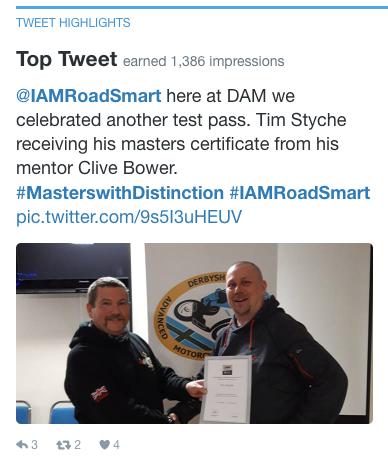 TWEET HIGHLIGHTS
Top Tweet earned 1,386 impressions
@IAMRoadSmart here at DAM we
celebrated another test pass. Tim Styche
receiving his masters certificate from his
mentor Clive Bower.
#MasterswithDistinction #IAMRoadSmart
pic.twitter.com/9s5I3uHEUV
DERBYSH
ADVANCED
MOTORC
3 2 4